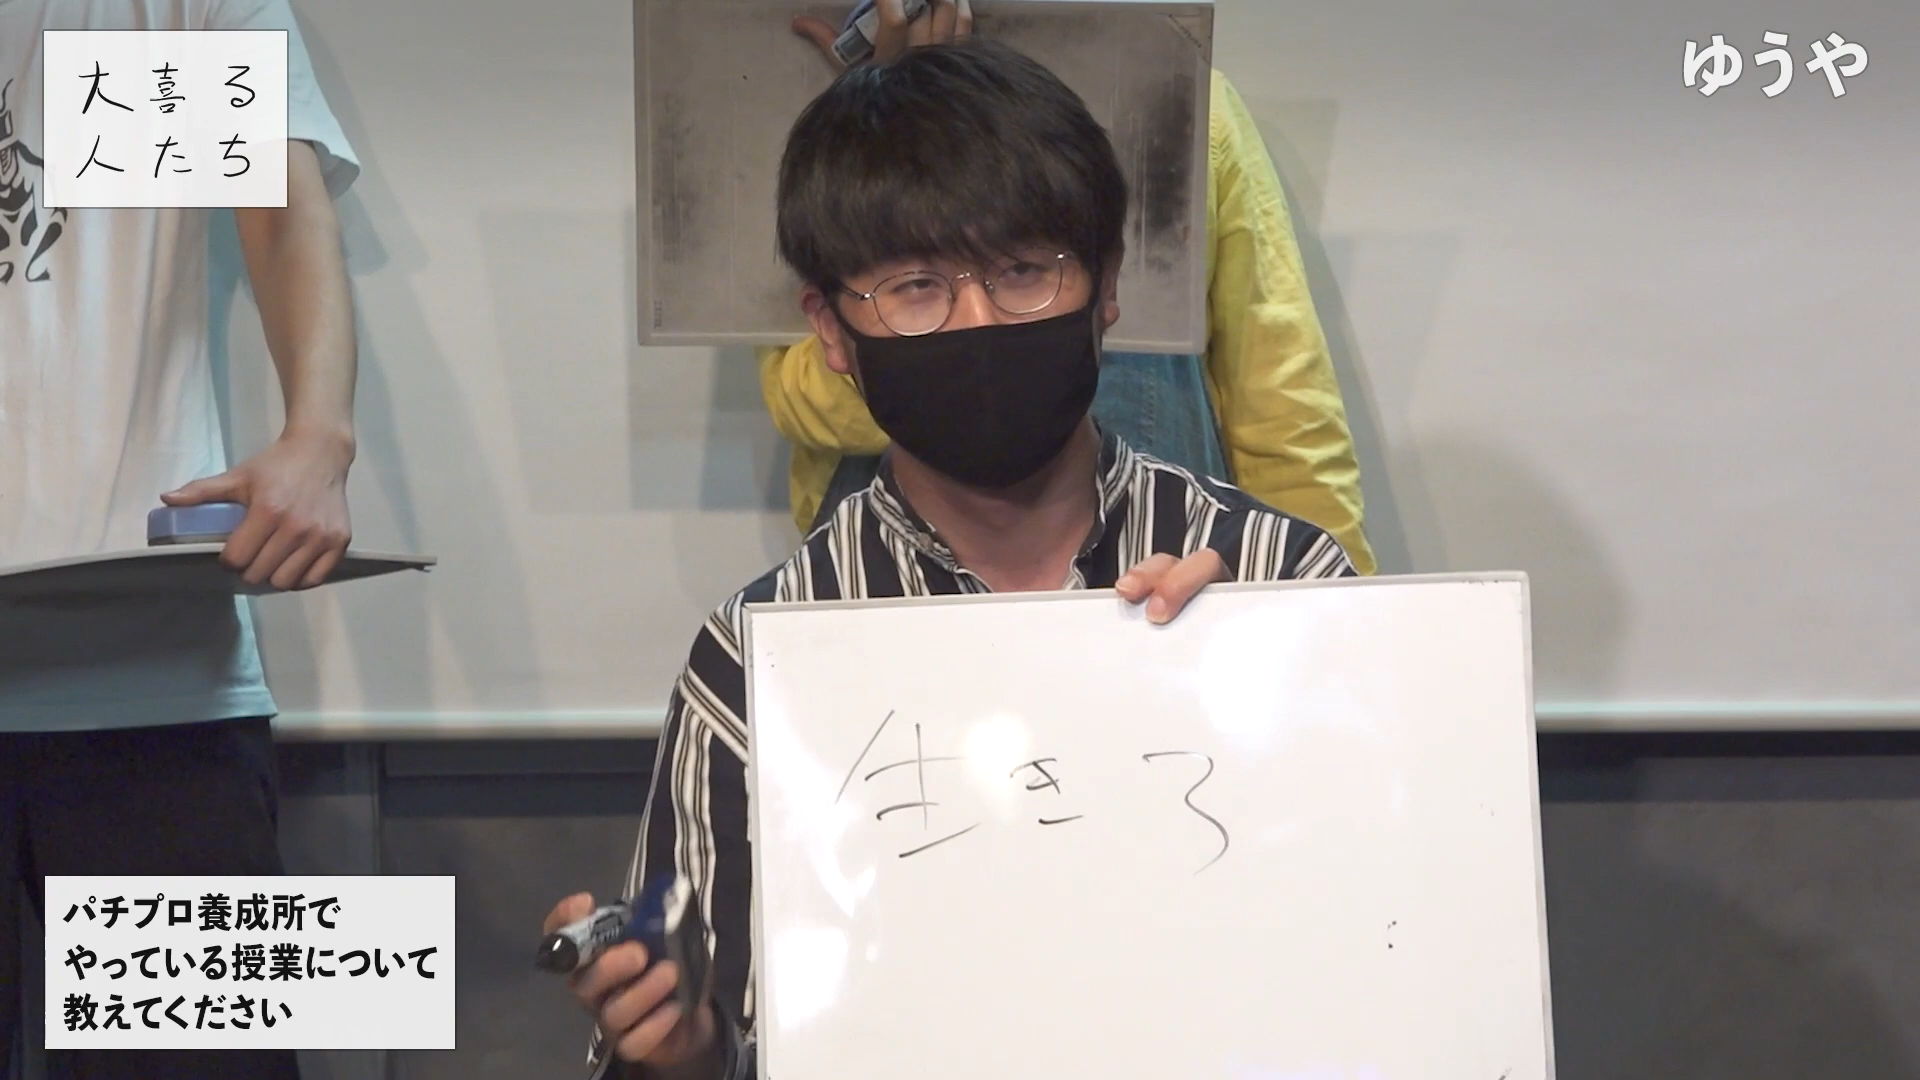 大喜る
人たち
ゆうや
生きろ
パチプロ養成所で
やっている授業について
教えてください